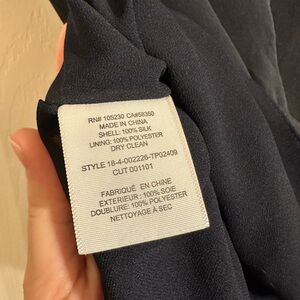 RN# 105230 CA#58350
MADE IN CHINA
SHELL: 100% SILK
LINING: 100% POLYESTER
DRY CLEAN
STYLE 18-4-002226-TP02409
CUT 001101
FABRIQUÉ EN CHINE
EXTERIEUR : 100% SOIE
DOUBLURE: 100% POLYESTER
NETTOYAGE À SEC